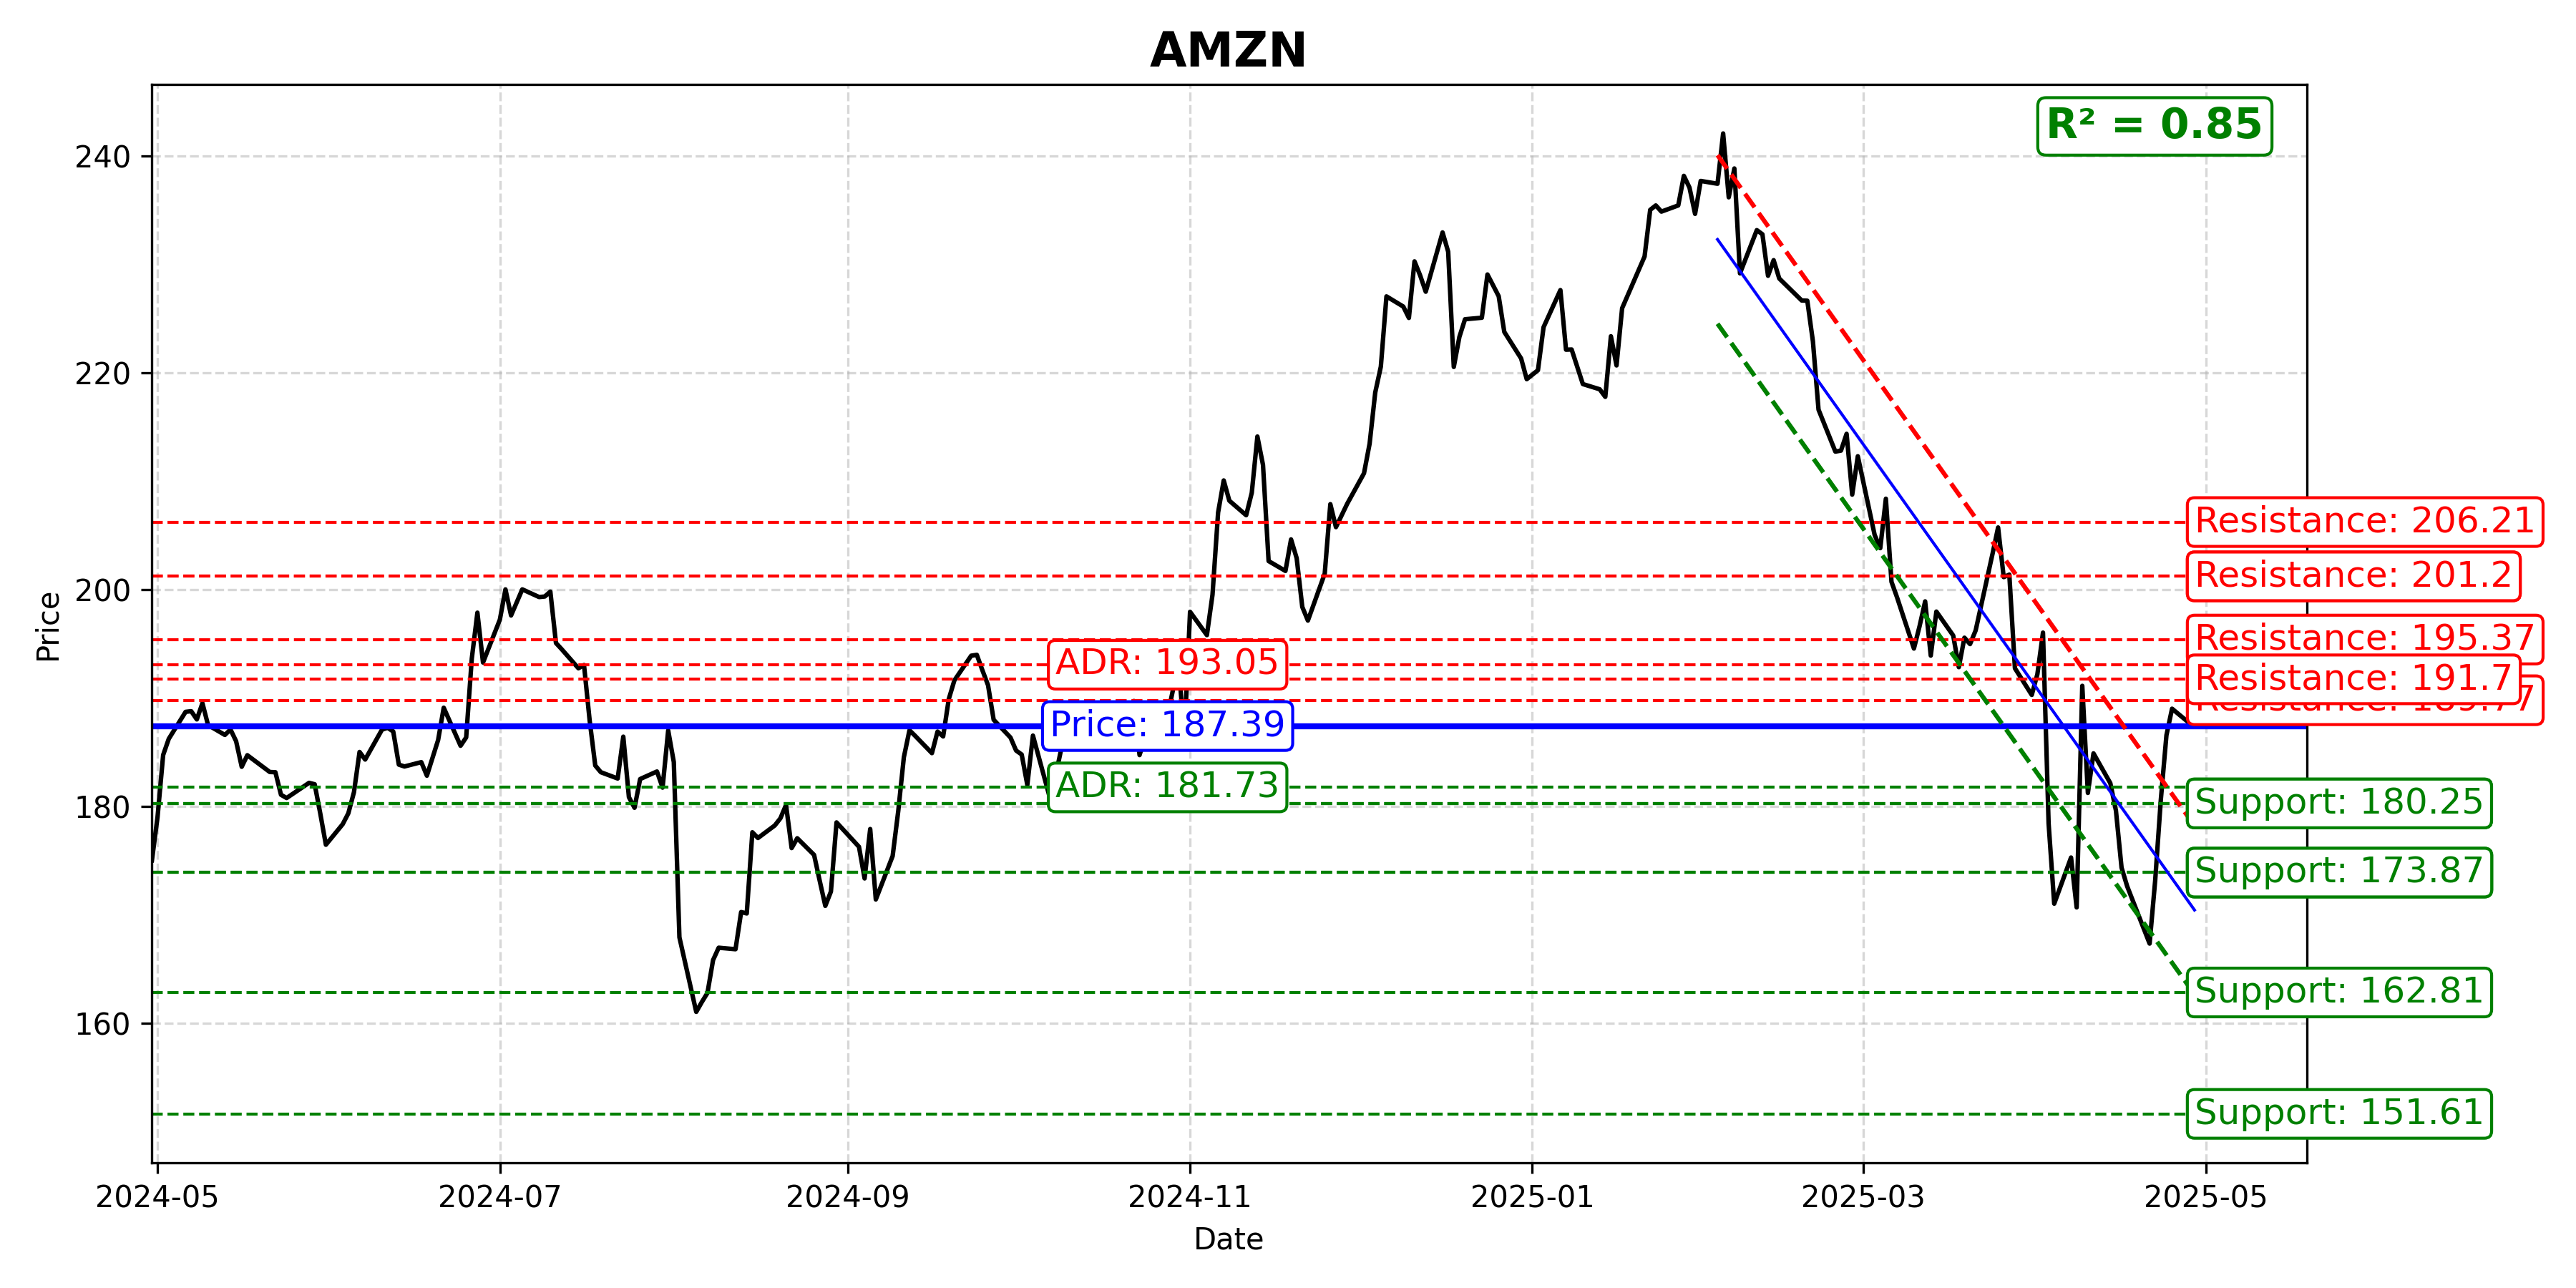 AMZN
R² = 0.85
240
220
200
180
160
Price
Resistance: 206.21
Resistance: 201.2
Resistance: 195.37
ADR: 193.05
Resistance: 191.7
Resistance: 189.77
Price: 187.39
ADR: 181.73
Support: 180.25
Support: 173.87
Support: 162.81
Support: 151.61
2024-05
2024-07
2024-09
2024-11
2025-01
2025-03
2025-05
Date